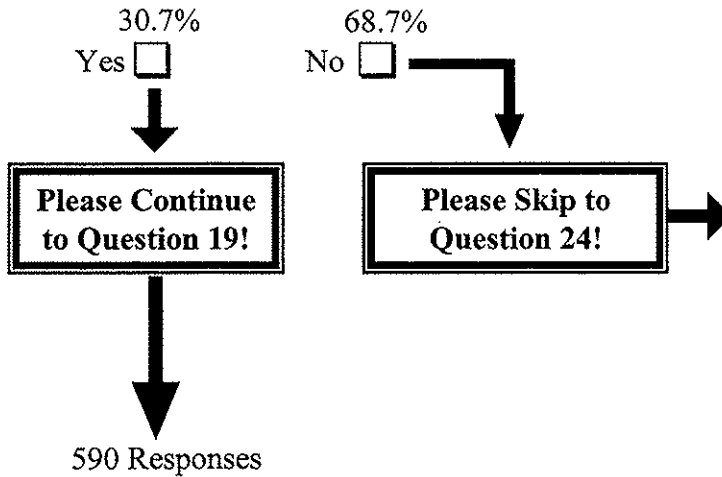 30.7% 68.7%
Yes No
Please Continue
to Question 19!
Please Skip to
Question 24!
590 Responses